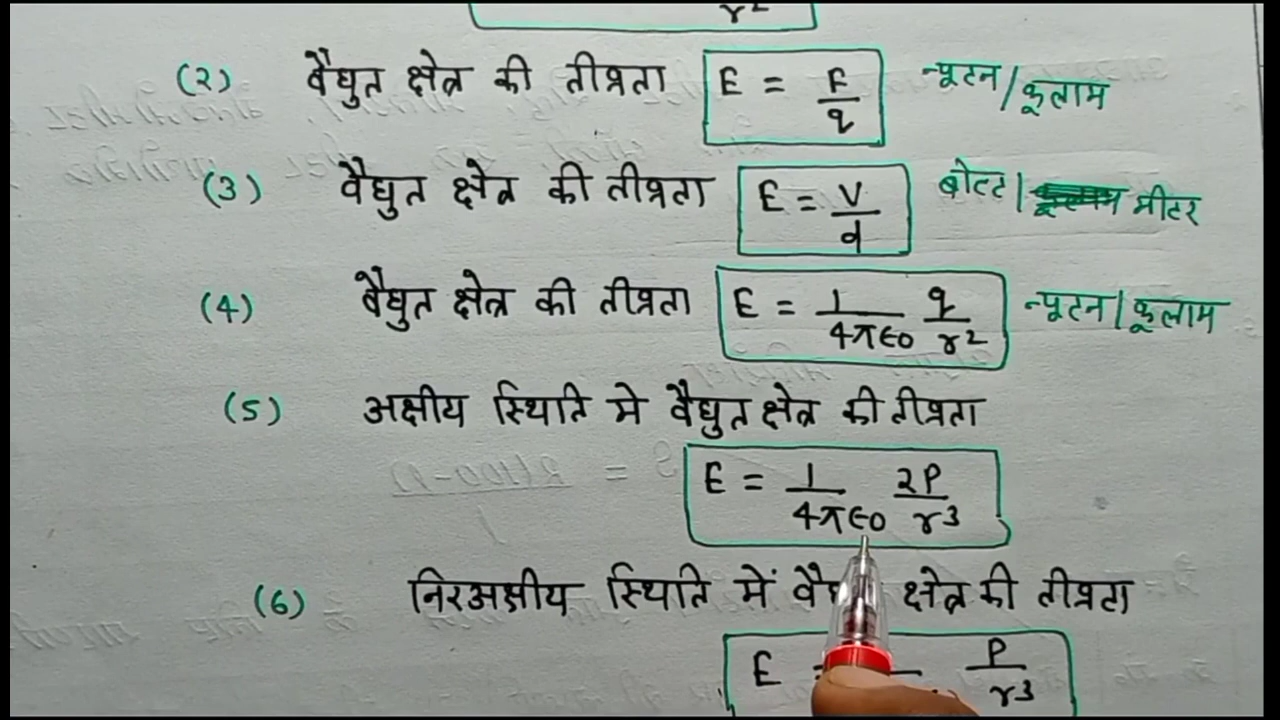 r²
(2) वैद्युत क्षेत्र की तीव्रता E = F/q न्यूटन/कूलाम
(3) वैद्युत क्षेत्र की तीव्रता E = V/d वोल्ट/मीटर
(4) वैद्युत क्षेत्र की तीव्रता E = 1/4πϵ0 q/r² न्यूटन/कूलाम
(5) अक्षीय स्थिति मे वैद्युत क्षेत्र की तीव्रता
E = 1/4πϵ0 2P/r³
(6) निरअक्षीय स्थिति में क्षेत्र की तीव्रता
E P/r³